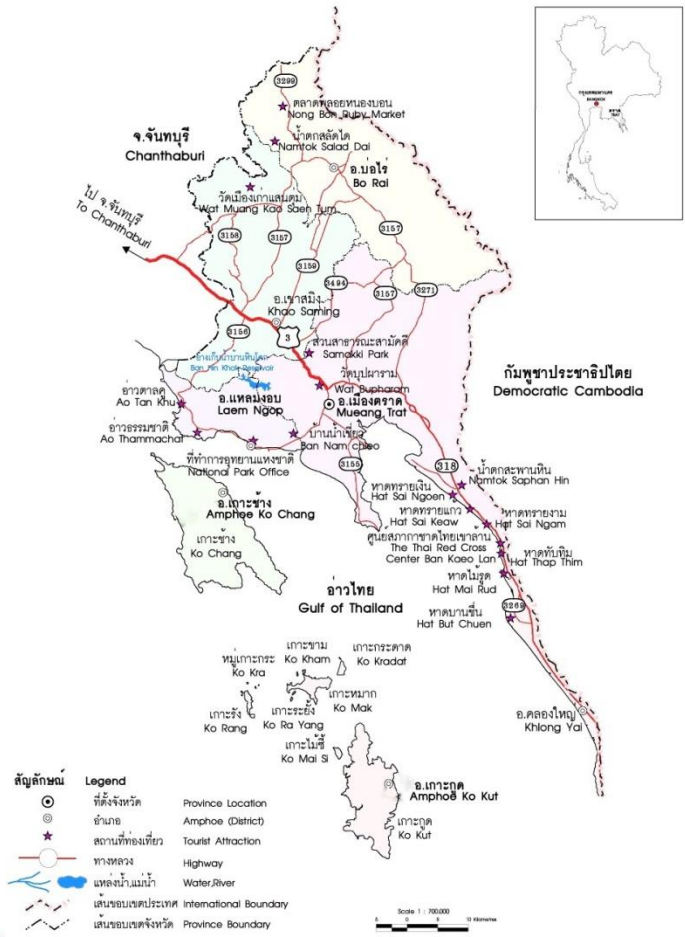 3299
ตลาดพลอยหนองบอน
Nong Bon Ruby Market
กรุงเทพมหานคร
BANGKOK
ตราด
TRAT
จ.จันทบุรี
Chanthaburi
น้ำตกสลัดได
Namtok Salad Dai
อ.บ่อไร่
Bo Rai
วัดเมืองเก่าแสนตุม
Wat Muang Kao Saen Tum
ไป จ.จันทบุรี
To Chanthaburi
3158
3157
3157
3159
3494
3157
3271
อ.เขาสมิง
Khao Saming
3156
3
สวนสาธารณะสามัคคี
Samakki Park
อ่างเก็บน้ำบ้านหินโคก
Ban Hin Khok Reservoir
วัดบุปผาราม
Wat Bupharam
กัมพูชาประชาธิปไตย
Democratic Cambodia
อ่าวตาลคู่
Ao Tan Khu
อ.แหลมงอบ
Laem Ngop
อ.เมืองตราด
Mueang Trat
อ่าวธรรมชาติ
Ao Thammachat
บ้านน้ำเชี่ยว
Ban Nam chieo
ที่ทำการอุทยานแห่งชาติ
National Park Office
3155
318
น้ำตกสะพานหิน
Namtok Saphan Hin
หาดทรายเงิน
Hat Sai Ngoen
อ.เกาะช้าง
Amphoe Ko Chang
หาดทรายแก้ว
Hat Sai Keaw
หาดทรายงาม
Hat Sai Ngam
เกาะช้าง
Ko Chang
ศูนย์สภากาชาดไทยเขาล้าน
The Thai Red Cross
Center Ban Kaeo Lan
หาดทับทิม
Hat Thap Thim
หาดไม้รูด
Hat Mai Rud
อ่าวไทย
Gulf of Thailand
3269
หาดบานชื่น
Hat But Chuen
เกาะขาม
Ko Kham
เกาะกระดาด
Ko Kradat
หมู่เกาะกระ
Ko Kra
เกาะหมาก
Ko Mak
เกาะรัง
Ko Rang
เกาะระยั้ง
Ko Ra Yang
อ.คลองใหญ่
Khlong Yai
เกาะไม้ซี้
Ko Mai Si
อ.เกาะกูด
Amphoe Ko Kut
เกาะกูด
Ko Kut
สัญลักษณ์ Legend
ที่ตั้งจังหวัด Province Location
อำเภอ Amphoe (District)
สถานที่ท่องเที่ยว Tourist Attraction
ทางหลวง Highway
แหล่งน้ำ,แม่น้ำ Water,River
เส้นขอบเขตประเทศ International Boundary
เส้นขอบเขตจังหวัด Province Boundary
Scale 1 : 700,000
5 0 10 Kilometres